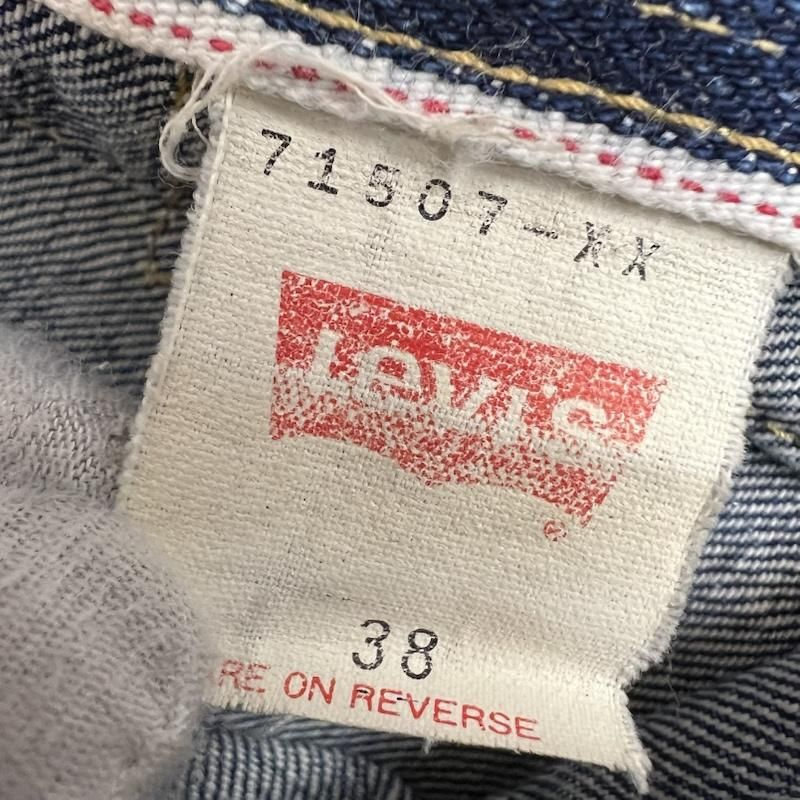 71507-XX
Levi's
®
38
RE ON REVERSE